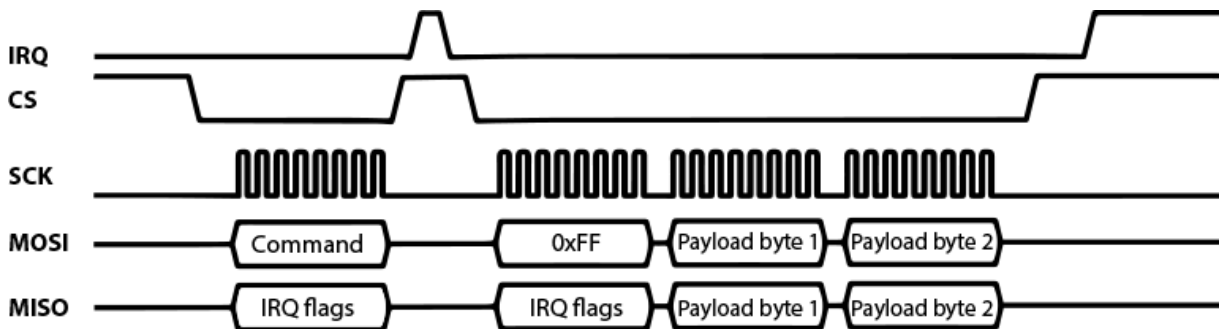 IRQ
CS
SCK
MOSI Command 0xFF Payload byte 1 Payload byte 2
MISO IRQ flags IRQ flags Payload byte 1 Payload byte 2